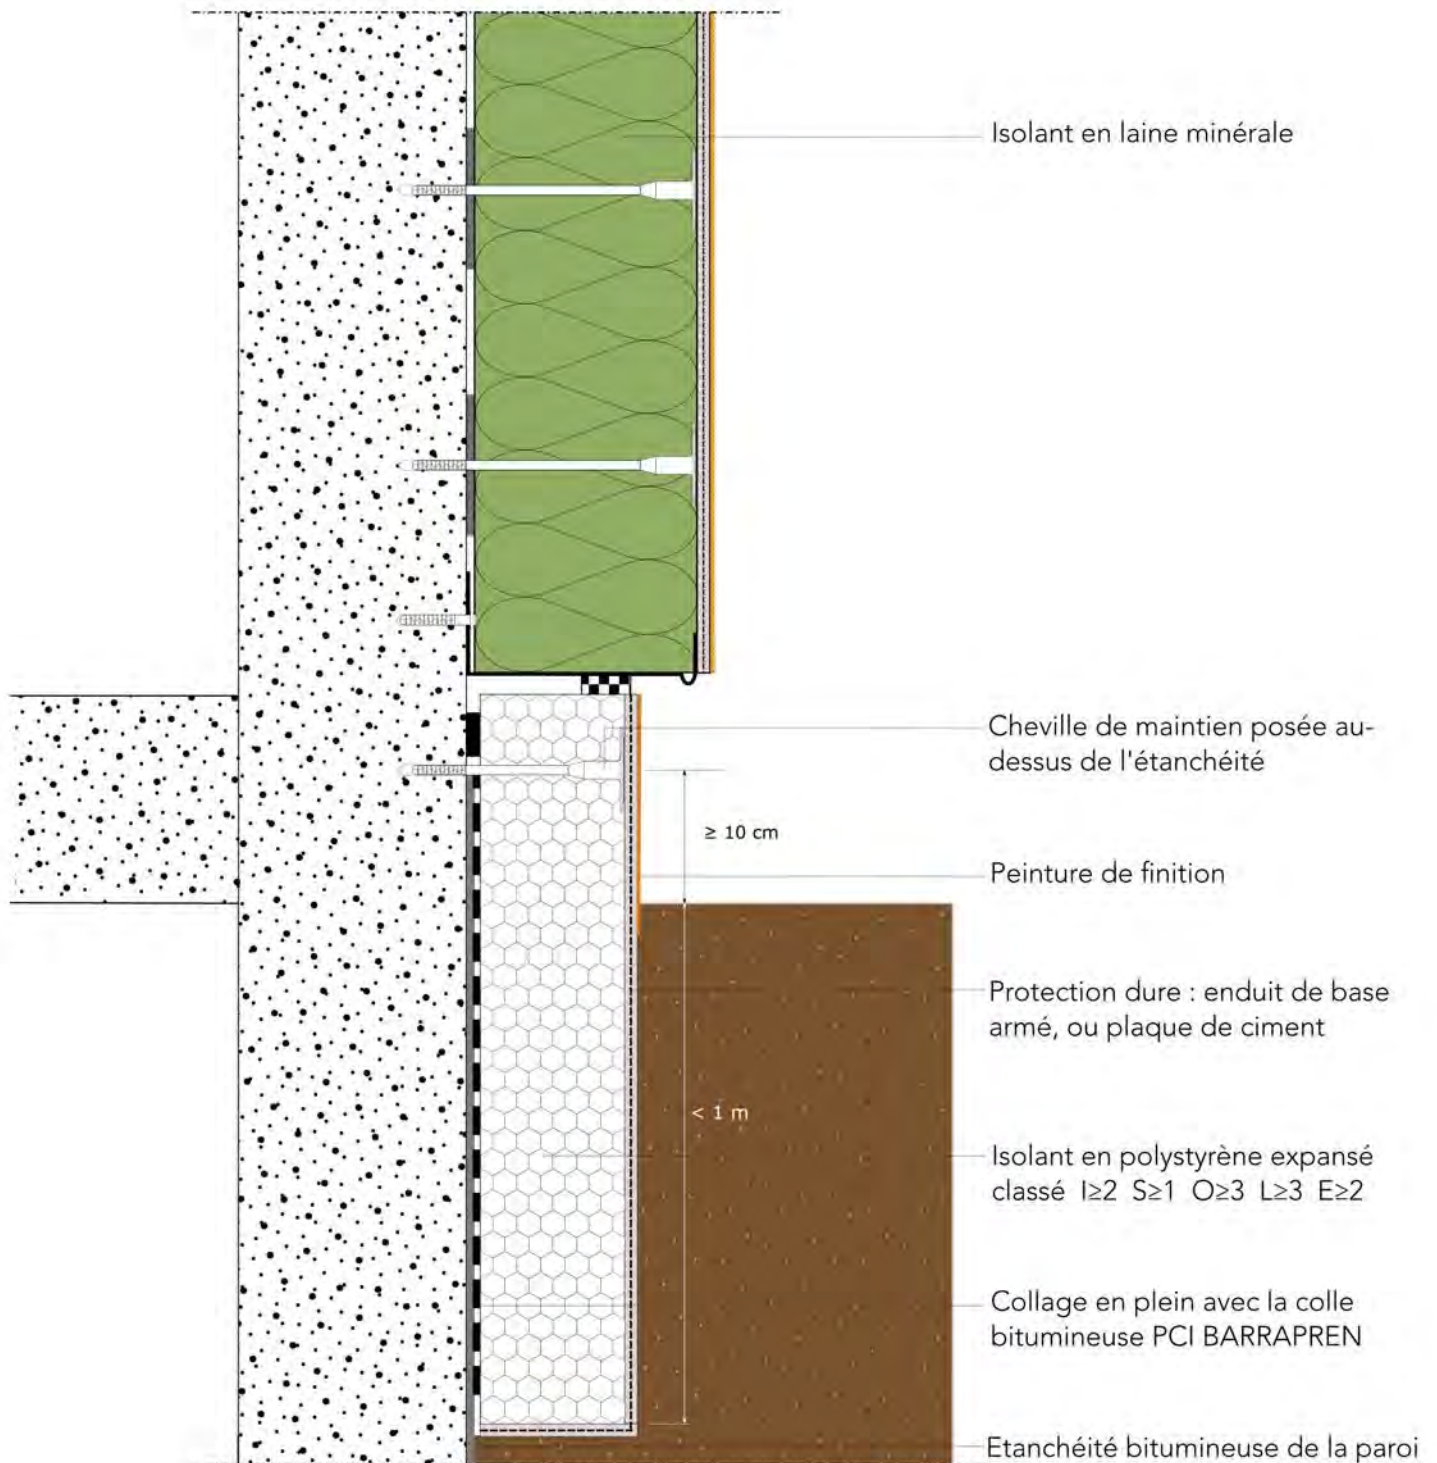 Isolant en laine minérale
Cheville de maintien posée au-
dessus de l'étanchéité
≥ 10 cm
Peinture de finition
Protection dure : enduit de base
armé, ou plaque de ciment
< 1 m
Isolant en polystyrène expansé
classé I≥2 S≥1 O≥3 L≥3 E≥2
Collage en plein avec la colle
bitumineuse PCI BARRAPREN
Etanchéité bitumineuse de la paroi